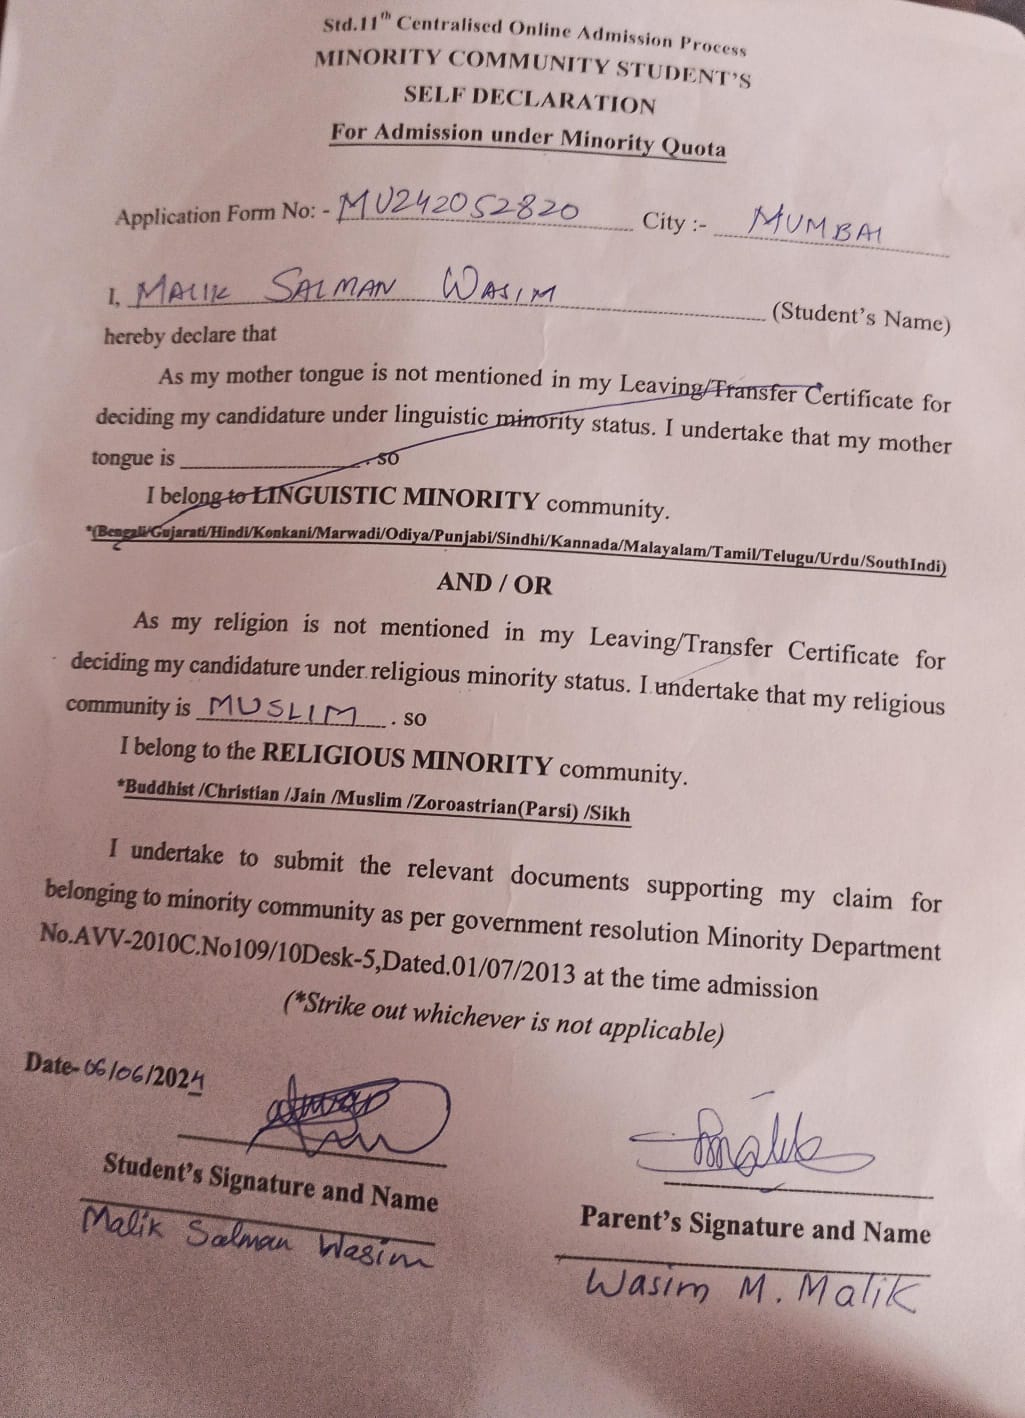 Std.11th Centralised Online Admission Process
MINORITY COMMUNITY STUDENT'S
SELF DECLARATION
For Admission under Minority Quota
Application Form No: - MU242052820 City :- MUMBAI
I, MALIK SALMAN WASIM (Student's Name)
hereby declare that
As my mother tongue is not mentioned in my Leaving/Transfer Certificate for
deciding my candidature under linguistic minority status. I undertake that my mother
tongue is ____________________. so
I belong to LINGUISTIC MINORITY community.
*(Bengali/Gujarati/Hindi/Konkani/Marwadi/Odiya/Punjabi/Sindhi/Kannada/Malayalam/Tamil/Telugu/Urdu/SouthIndi)
AND / OR
As my religion is not mentioned in my Leaving/Transfer Certificate for
deciding my candidature under religious minority status. I undertake that my religious
community is MUSLIM . so
I belong to the RELIGIOUS MINORITY community.
*Buddhist /Christian /Jain /Muslim /Zoroastrian(Parsi) /Sikh
I undertake to submit the relevant documents supporting my claim for
belonging to minority community as per government resolution Minority Department
No.AVV-2010C.No109/10Desk-5,Dated.01/07/2013 at the time admission
(*Strike out whichever is not applicable)
Date- 06/06/2024
Student's Signature and Name
Malik Salman Wasim
Parent's Signature and Name
Wasim M. Malik